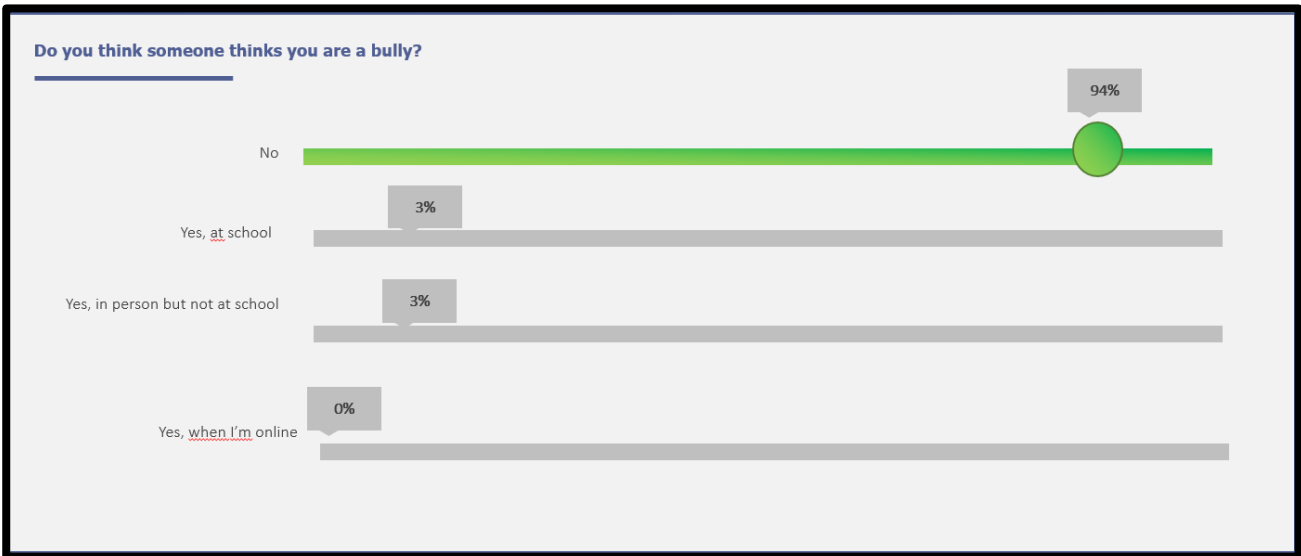 Do you think someone thinks you are a bully?
94%
No
3%
Yes, at school
3%
Yes, in person but not at school
0%
Yes, when I’m online